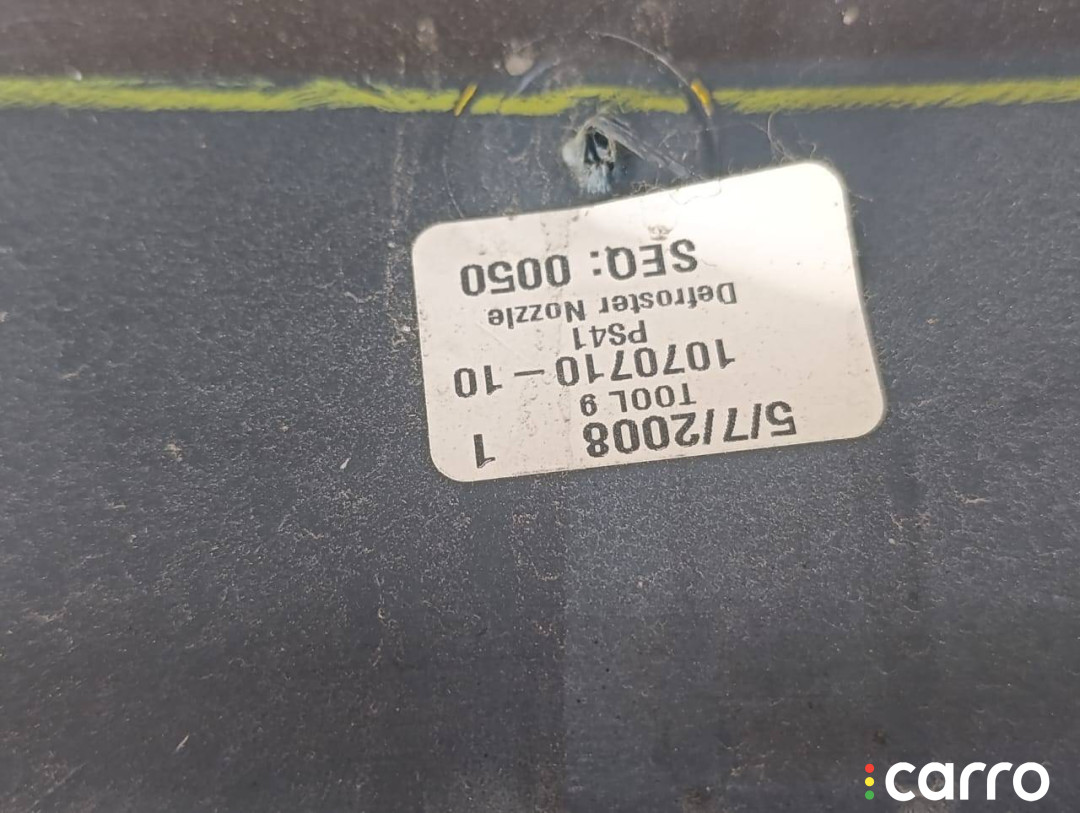 5/7/2008 1
TOOL 9
1070710-10
PS41
Defroster Nozzle
SEQ: 0050
carro